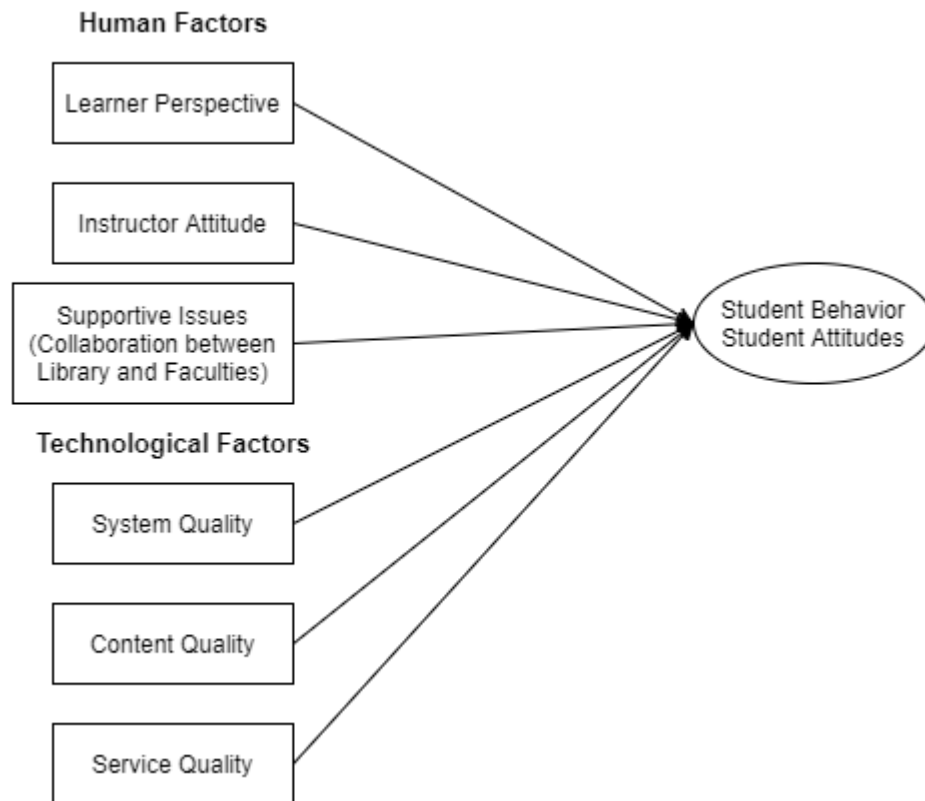 Human Factors
Learner Perspective
Instructor Attitude
Supportive Issues
(Collaboration between
Library and Faculties)
Student Behavior
Student Attitudes
Technological Factors
System Quality
Content Quality
Service Quality